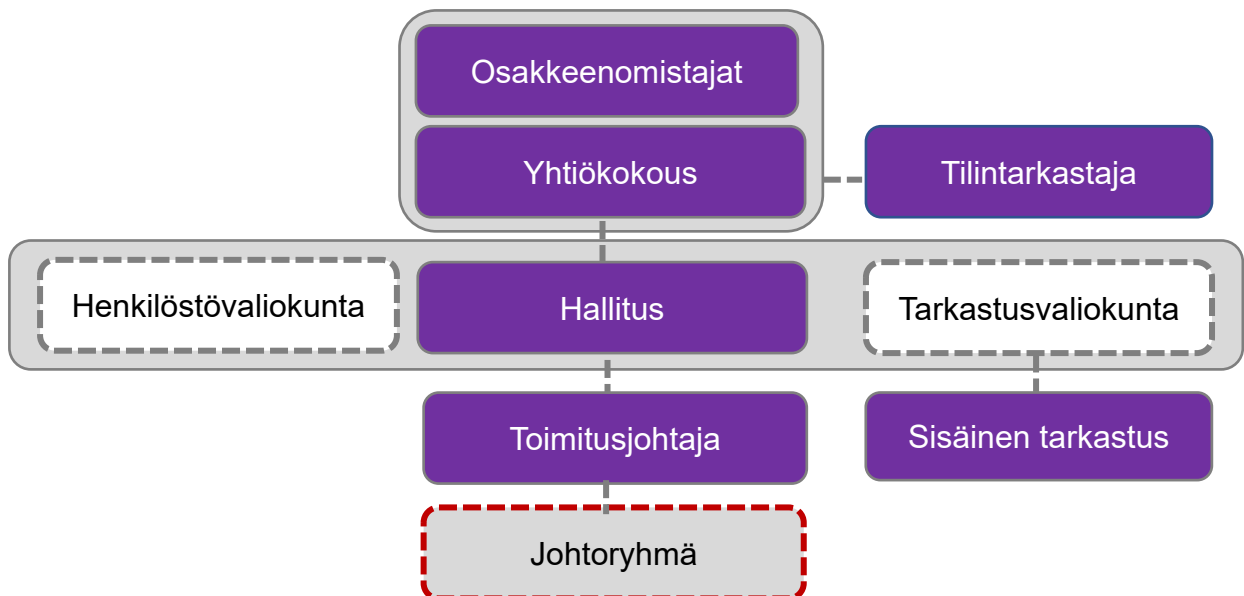 Osakkeenomistajat
Yhtiökokous
Tilintarkastaja
Henkilöstövaliokunta
Hallitus
Tarkastusvaliokunta
Toimitusjohtaja
Sisäinen tarkastus
Johtoryhmä